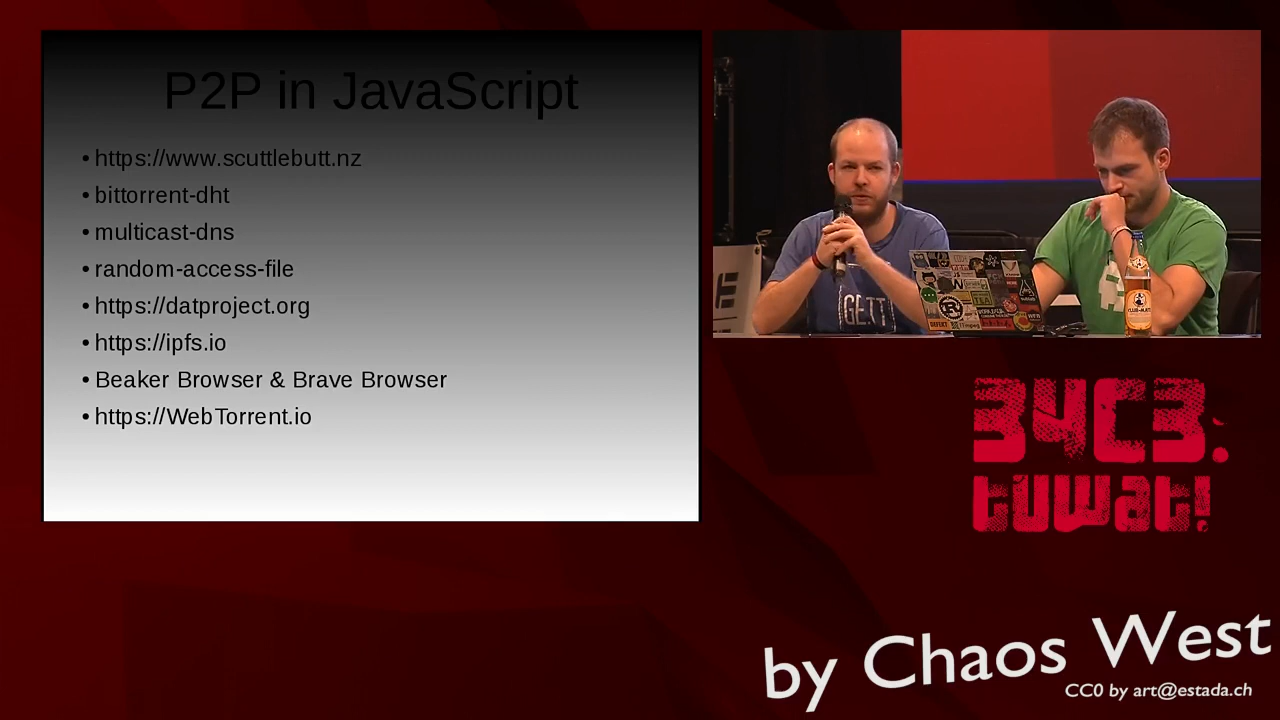 P2P in JavaScript
• https://www.scuttlebutt.nz
• bittorrent-dht
• multicast-dns
• random-access-file
• https://datproject.org
• https://ipfs.io
• Beaker Browser & Brave Browser
• https://WebTorrent.io
GETT
34C3:
tuwat!
by Chaos West
CC0 by art@estada.ch